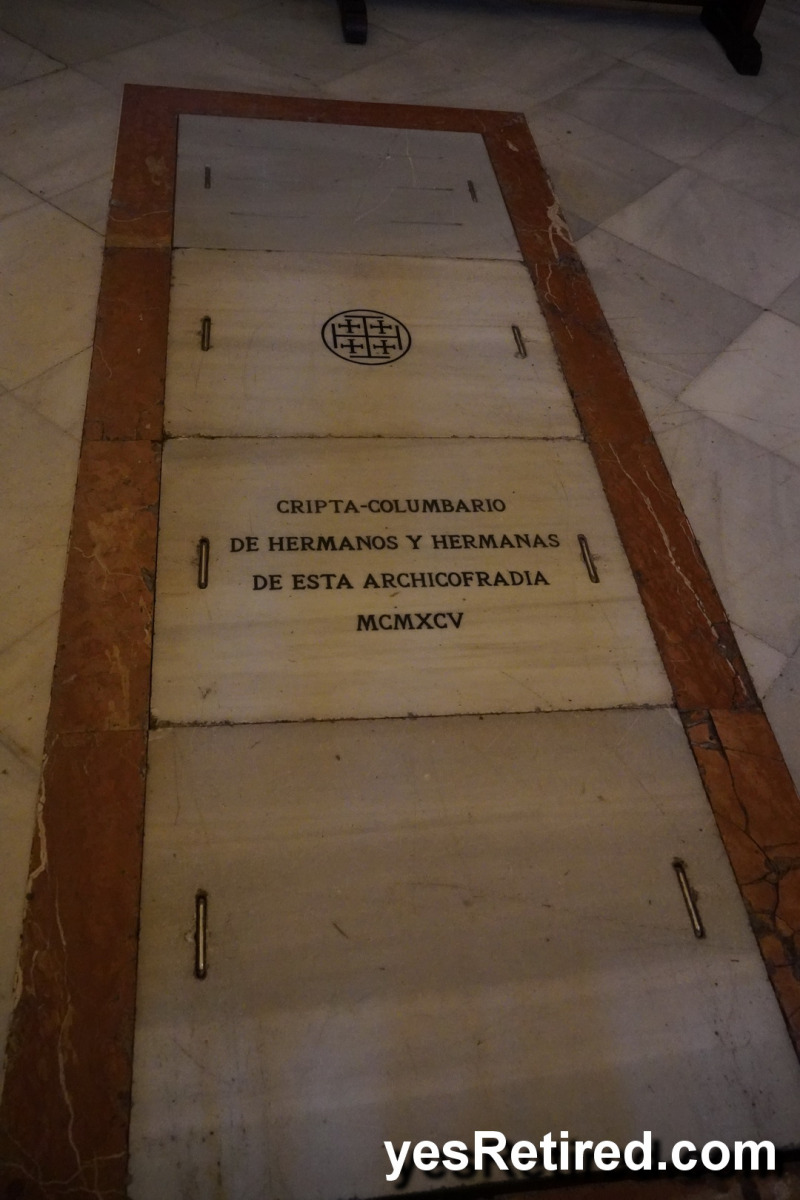 CRIPTA-COLUMBARIO
DE HERMANOS Y HERMANAS
DE ESTA ARCHICOFRADIA
MCMXCV
yesRetired.com